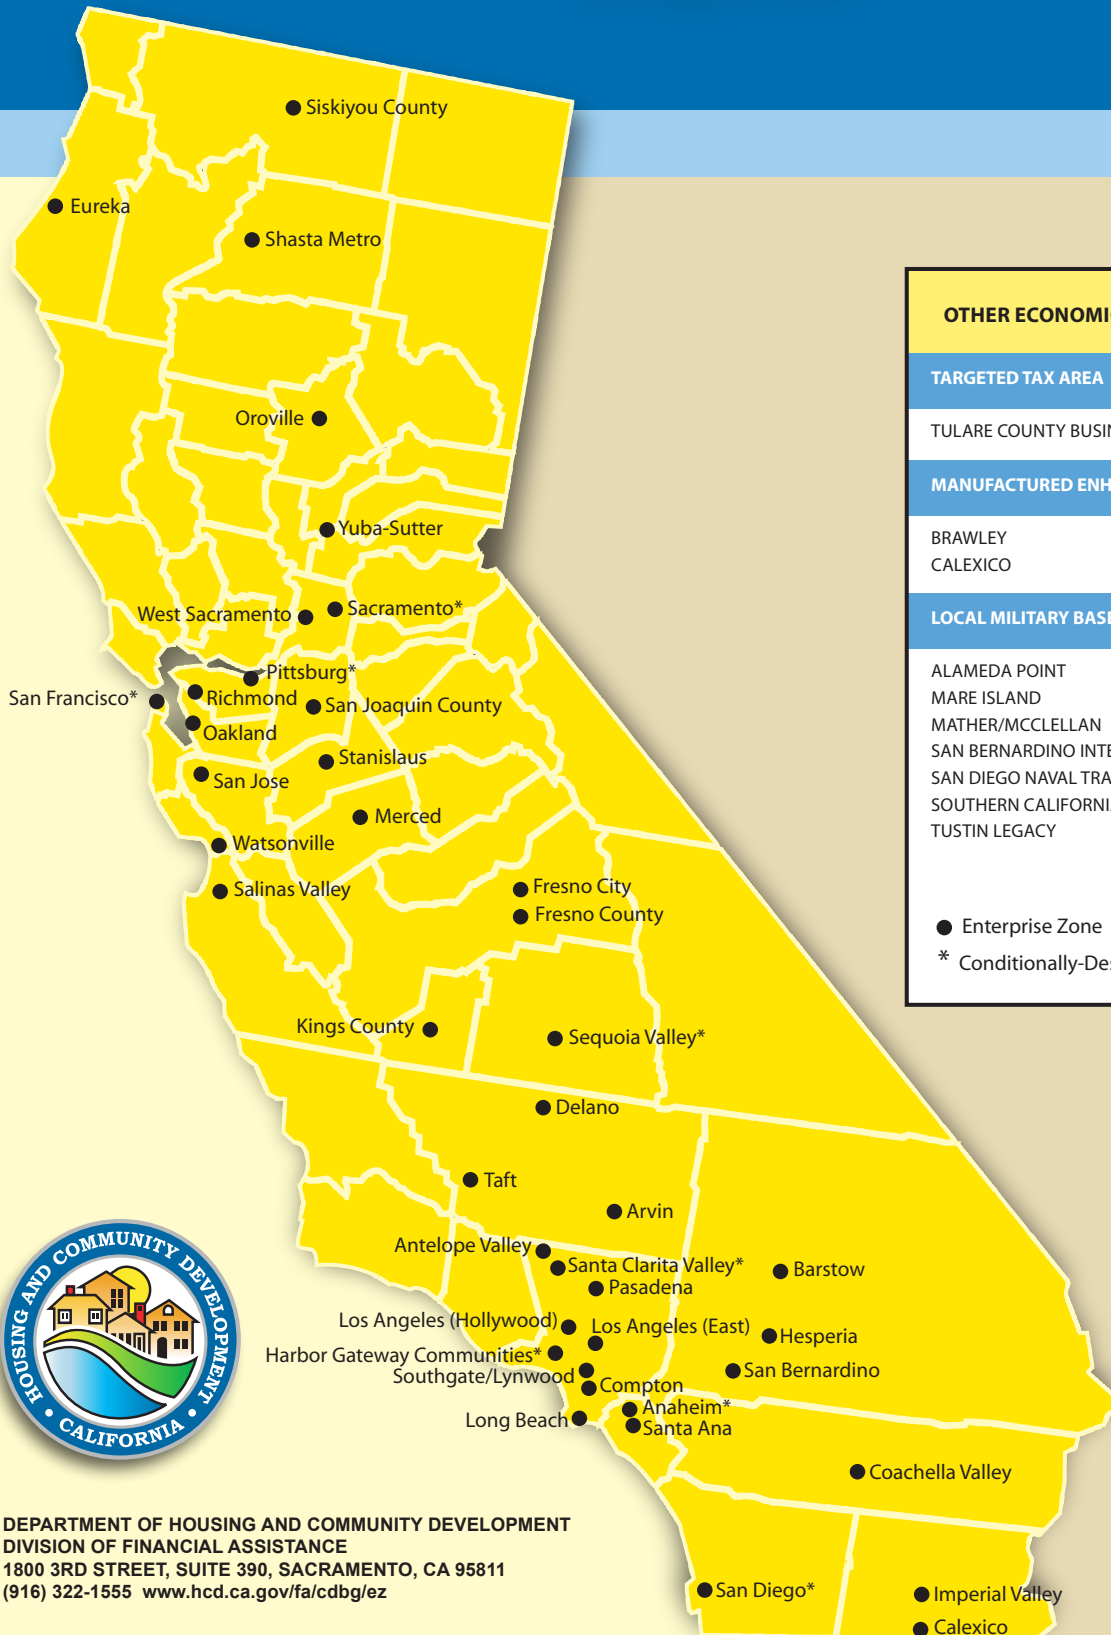 Siskiyou County
Eureka
Shasta Metro
Oroville
Yuba-Sutter
West Sacramento
Sacramento*
Pittsburg*
San Francisco*
Richmond
San Joaquin County
Oakland
Stanislaus
San Jose
Merced
Watsonville
Salinas Valley
Fresno City
Fresno County
Kings County
Sequoia Valley*
Delano
Taft
Arvin
Antelope Valley
Santa Clarita Valley*
Barstow
Pasadena
Los Angeles (Hollywood)
Los Angeles (East)
Hesperia
Harbor Gateway Communities*
Southgate/Lynwood
San Bernardino
Compton
Anaheim*
Long Beach
Santa Ana
Coachella Valley
San Diego*
Imperial Valley
Calexico
OTHER ECONOMI
TARGETED TAX AREA
TULARE COUNTY BUSIN
MANUFACTURED ENH
BRAWLEY
CALEXICO
LOCAL MILITARY BASE
ALAMEDA POINT
MARE ISLAND
MATHER/MCCLELLAN
SAN BERNARDINO INTE
SAN DIEGO NAVAL TRA
SOUTHERN CALIFORNIA
TUSTIN LEGACY
Enterprise Zone
* Conditionally-Des
HOUSING AND COMMUNITY DEVELOPMENT
• CALIFORNIA •
DEPARTMENT OF HOUSING AND COMMUNITY DEVELOPMENT
DIVISION OF FINANCIAL ASSISTANCE
1800 3RD STREET, SUITE 390, SACRAMENTO, CA 95811
(916) 322-1555 www.hcd.ca.gov/fa/cdbg/ez